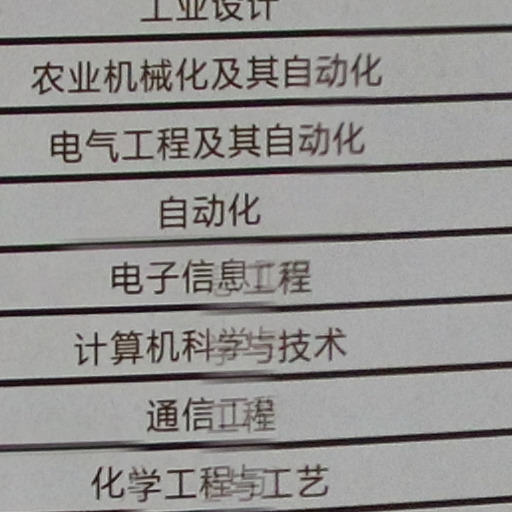 工业设计
农业机械化及其自动化
电气工程及其自动化
自动化
电子信息工程
计算机科学与技术
通信工程
化学工程与工艺